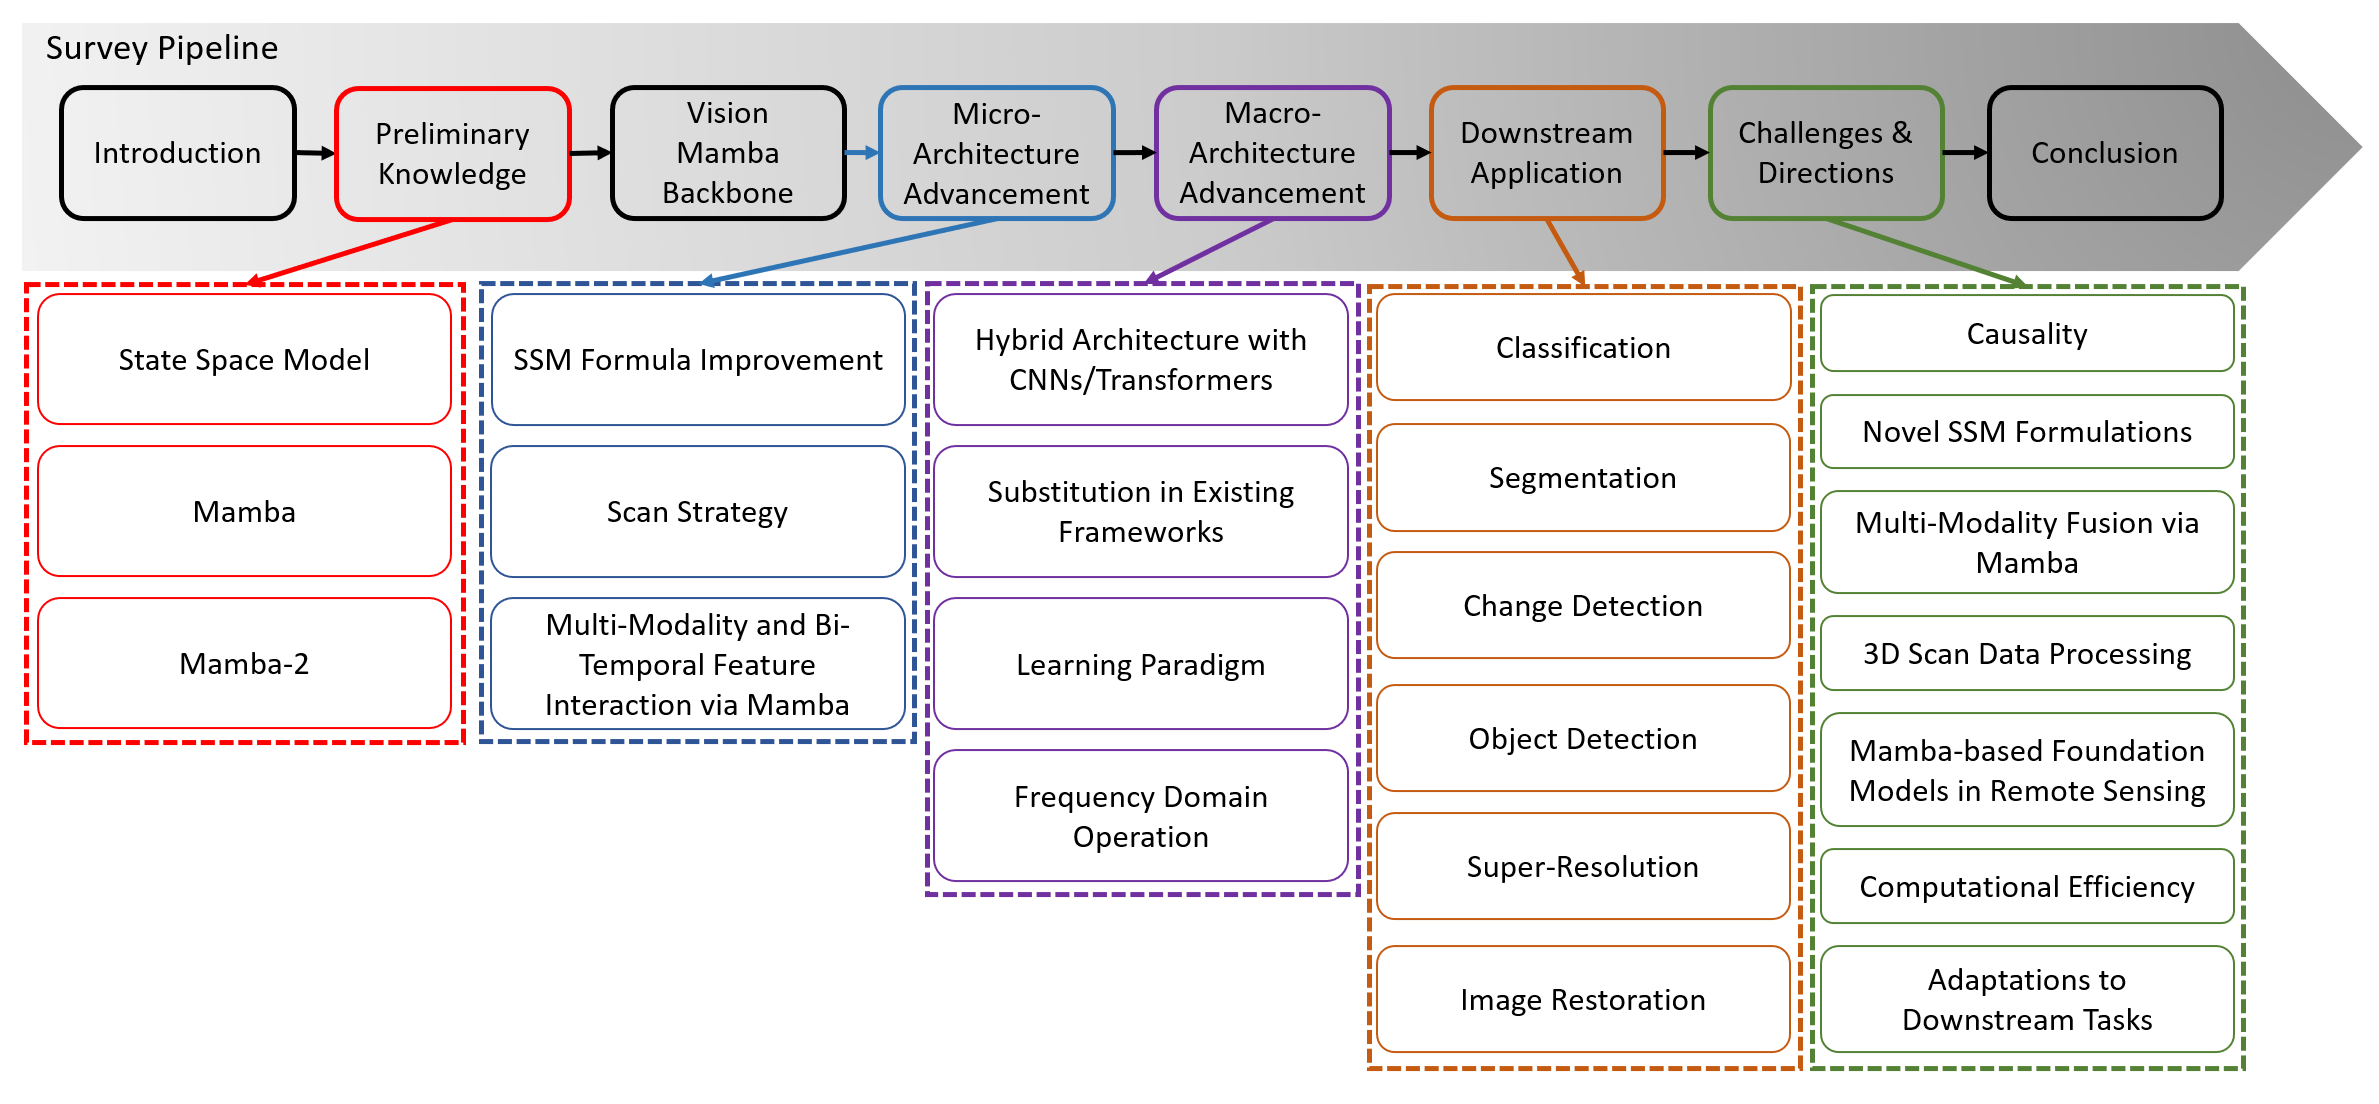 Survey Pipeline
Introduction
Preliminary
Knowledge
Vision
Mamba
Backbone
Micro-
Architecture
Advancement
Macro-
Architecture
Advancement
Downstream
Application
Challenges &
Directions
Conclusion
State Space Model
Mamba
Mamba-2
SSM Formula Improvement
Scan Strategy
Multi-Modality and Bi-
Temporal Feature
Interaction via Mamba
Hybrid Architecture with
CNNs/Transformers
Substitution in Existing
Frameworks
Learning Paradigm
Frequency Domain
Operation
Classification
Segmentation
Change Detection
Object Detection
Super-Resolution
Image Restoration
Causality
Novel SSM Formulations
Multi-Modality Fusion via
Mamba
3D Scan Data Processing
Mamba-based Foundation
Models in Remote Sensing
Computational Efficiency
Adaptations to
Downstream Tasks